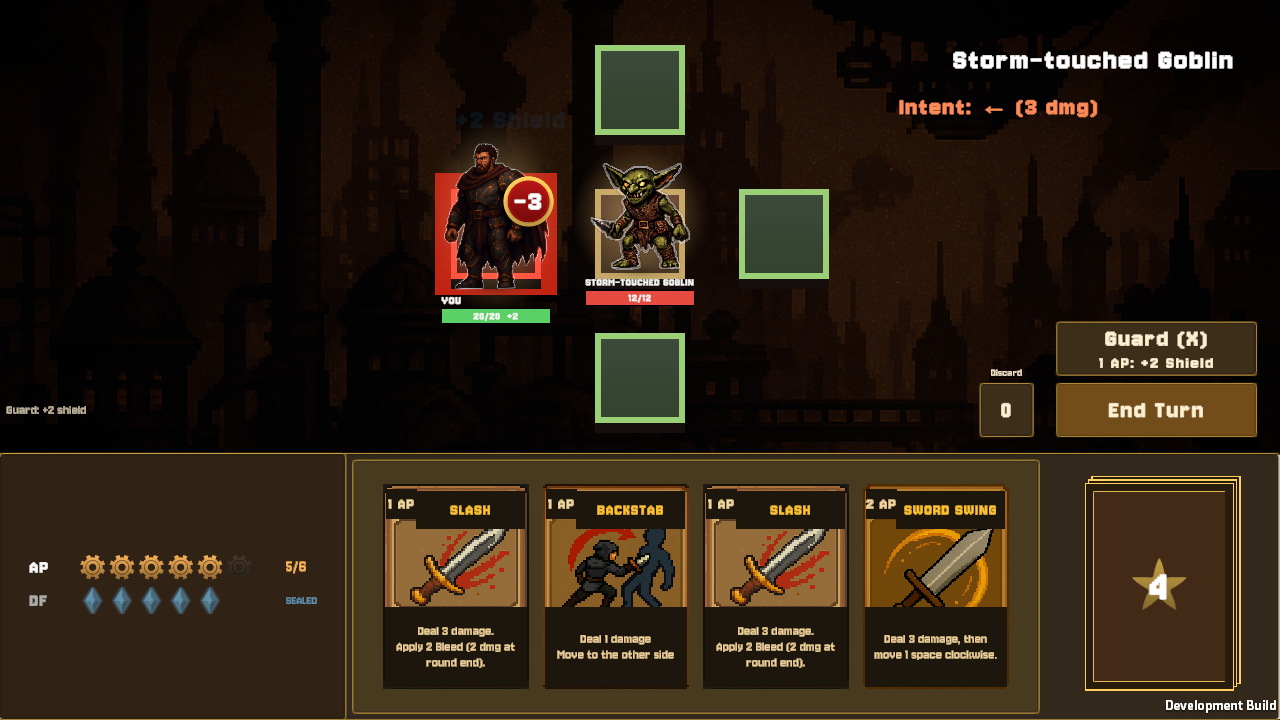 Storm-touched Goblin
Intent: ← (3 dmg)
+2 Shield
-3
STORM-TOUCHED GOBLIN
12/12
YOU
20/20 +2
Guard (X)
1 AP: +2 Shield
Discard
0
End Turn
Guard: +2 shield
AP
5/6
DF
SEALED
1 AP
SLASH
Deal 3 damage.
Apply 2 Bleed (2 dmg at
round end).
1 AP
BACKSTAB
Deal 1 damage
Move to the other side
1 AP
SLASH
Deal 3 damage.
Apply 2 Bleed (2 dmg at
round end).
2 AP
SWORD SWING
Deal 3 damage, then
move 1 space clockwise.
4
Development Build